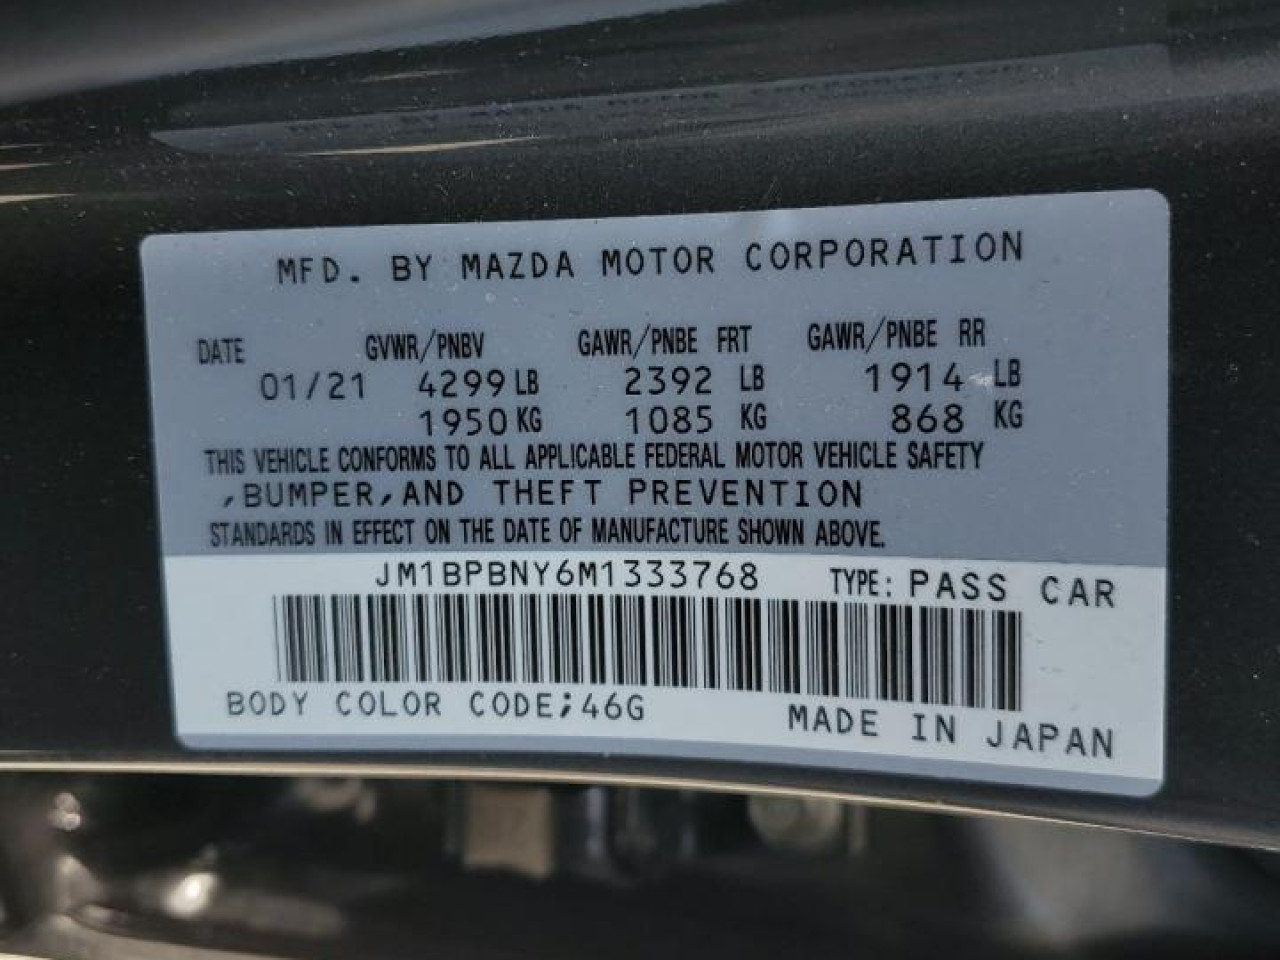 MFD. BY MAZDA MOTOR CORPORATION
DATE GVWR/PNBV GAWR/PNBE FRT GAWR/PNBE RR
01/21 4299 LB 2392 LB 1914 LB
1950 KG 1085 KG 868 KG
THIS VEHICLE CONFORMS TO ALL APPLICABLE FEDERAL MOTOR VEHICLE SAFETY
,BUMPER,AND THEFT PREVENTION
STANDARDS IN EFFECT ON THE DATE OF MANUFACTURE SHOWN ABOVE.
JM1BPBNY6M1333768 TYPE: PASS CAR
BODY COLOR CODE;46G MADE IN JAPAN